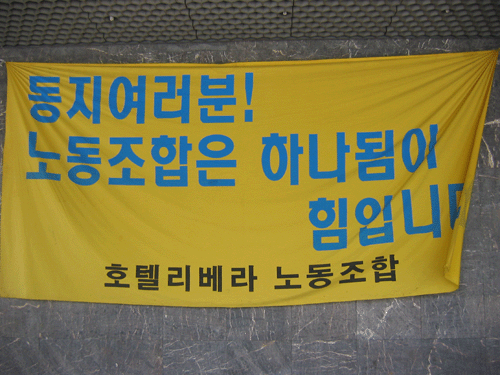 동지여러분!
노동조합은 하나됨이
힘입니다
호텔리베라 노동조합